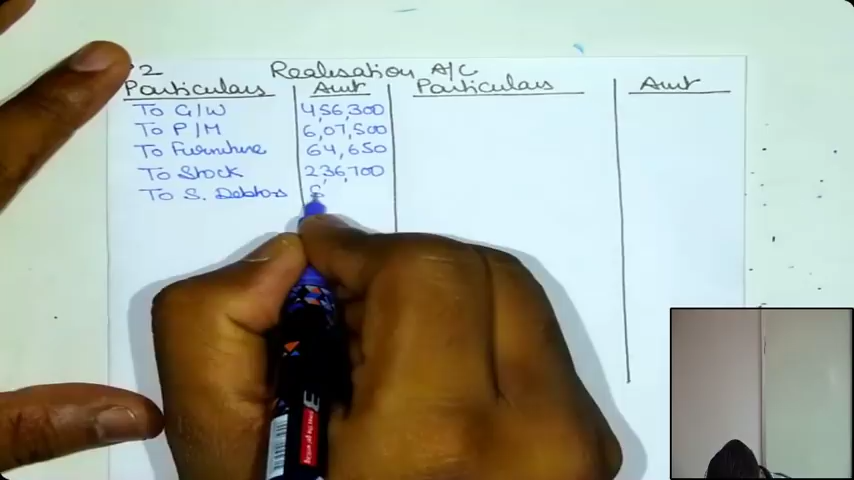 2 Realisation A/C
Particulars Amt Particulars Amt
To G/W 4,56,300
To P/M 6,07,500
To Furniture 64,650
To Stock 2,36,700
To S. Debtors